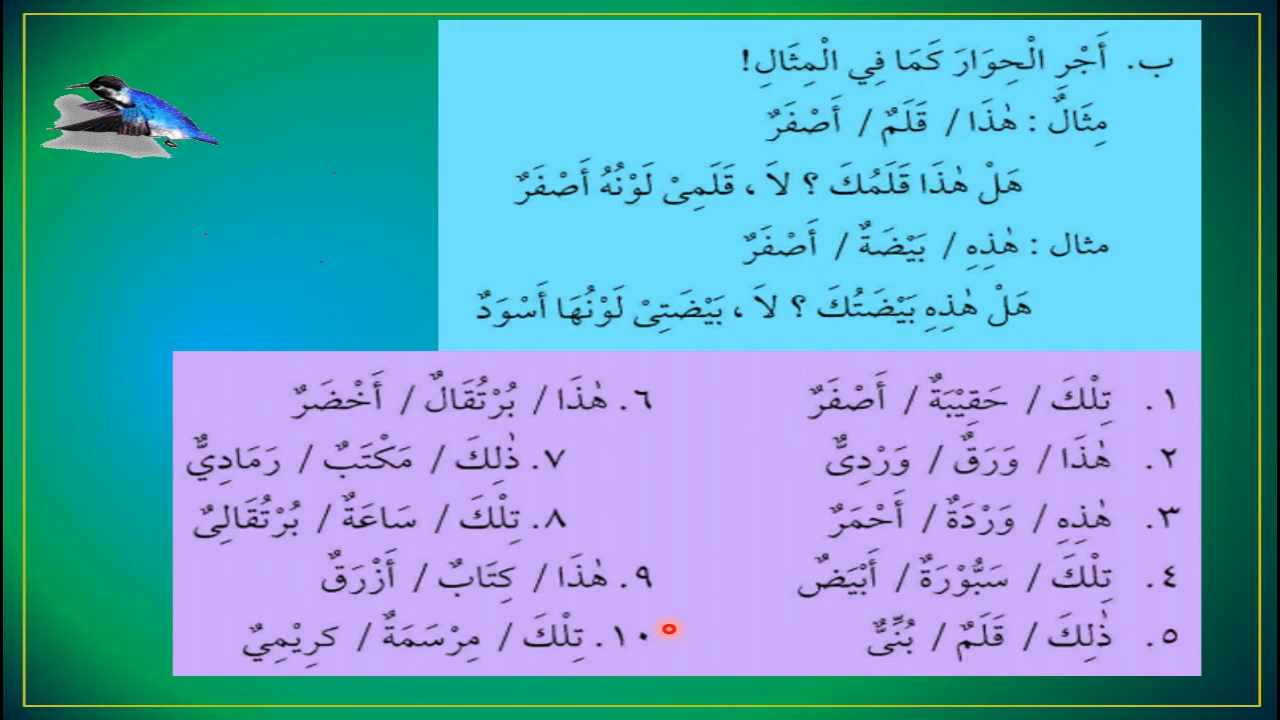 ب. أَجْرِ الْحِوَارَ كَمَا فِي الْمِثَالِ!
مِثَالٌ : هٰذَا / قَلَمٌ / أَصْفَرٌ
هَلْ هٰذَا قَلَمُكَ ؟ لاَ ، قَلَمِىْ لَوْنُهُ أَصْفَرٌ
مثال : هٰذِهِ / بَيْضَةٌ / أَصْفَرٌ
هَلْ هٰذِهِ بَيْضَتُكَ ؟ لاَ ، بَيْضَتِىْ لَوْنُهَا أَسْوَدٌ
١. تِلْكَ / حَقِيْبَةٌ / أَصْفَرٌ
٢. هٰذَا / وَرَقٌ / وَرْدِىٌّ
٣. هٰذِهِ / وَرْدَةٌ / أَحْمَرٌ
٤. تِلْكَ / سَبُّوْرَةٌ / أَبْيَضٌ
٥. ذٰلِكَ / قَلَمٌ / بُنِّىٌّ
٦. هٰذَا / بُرْتُقَالٌ / أَخْضَرٌ
٧. ذٰلِكَ / مَكْتَبٌ / رَمَادِيٌّ
٨. تِلْكَ / سَاعَةٌ / بُرْتُقَالِىٌ
٩. هٰذَا / كِتَابٌ / أَزْرَقٌ
١٠. تِلْكَ / مِرْسَمَةٌ / كرِيْمِيٌ